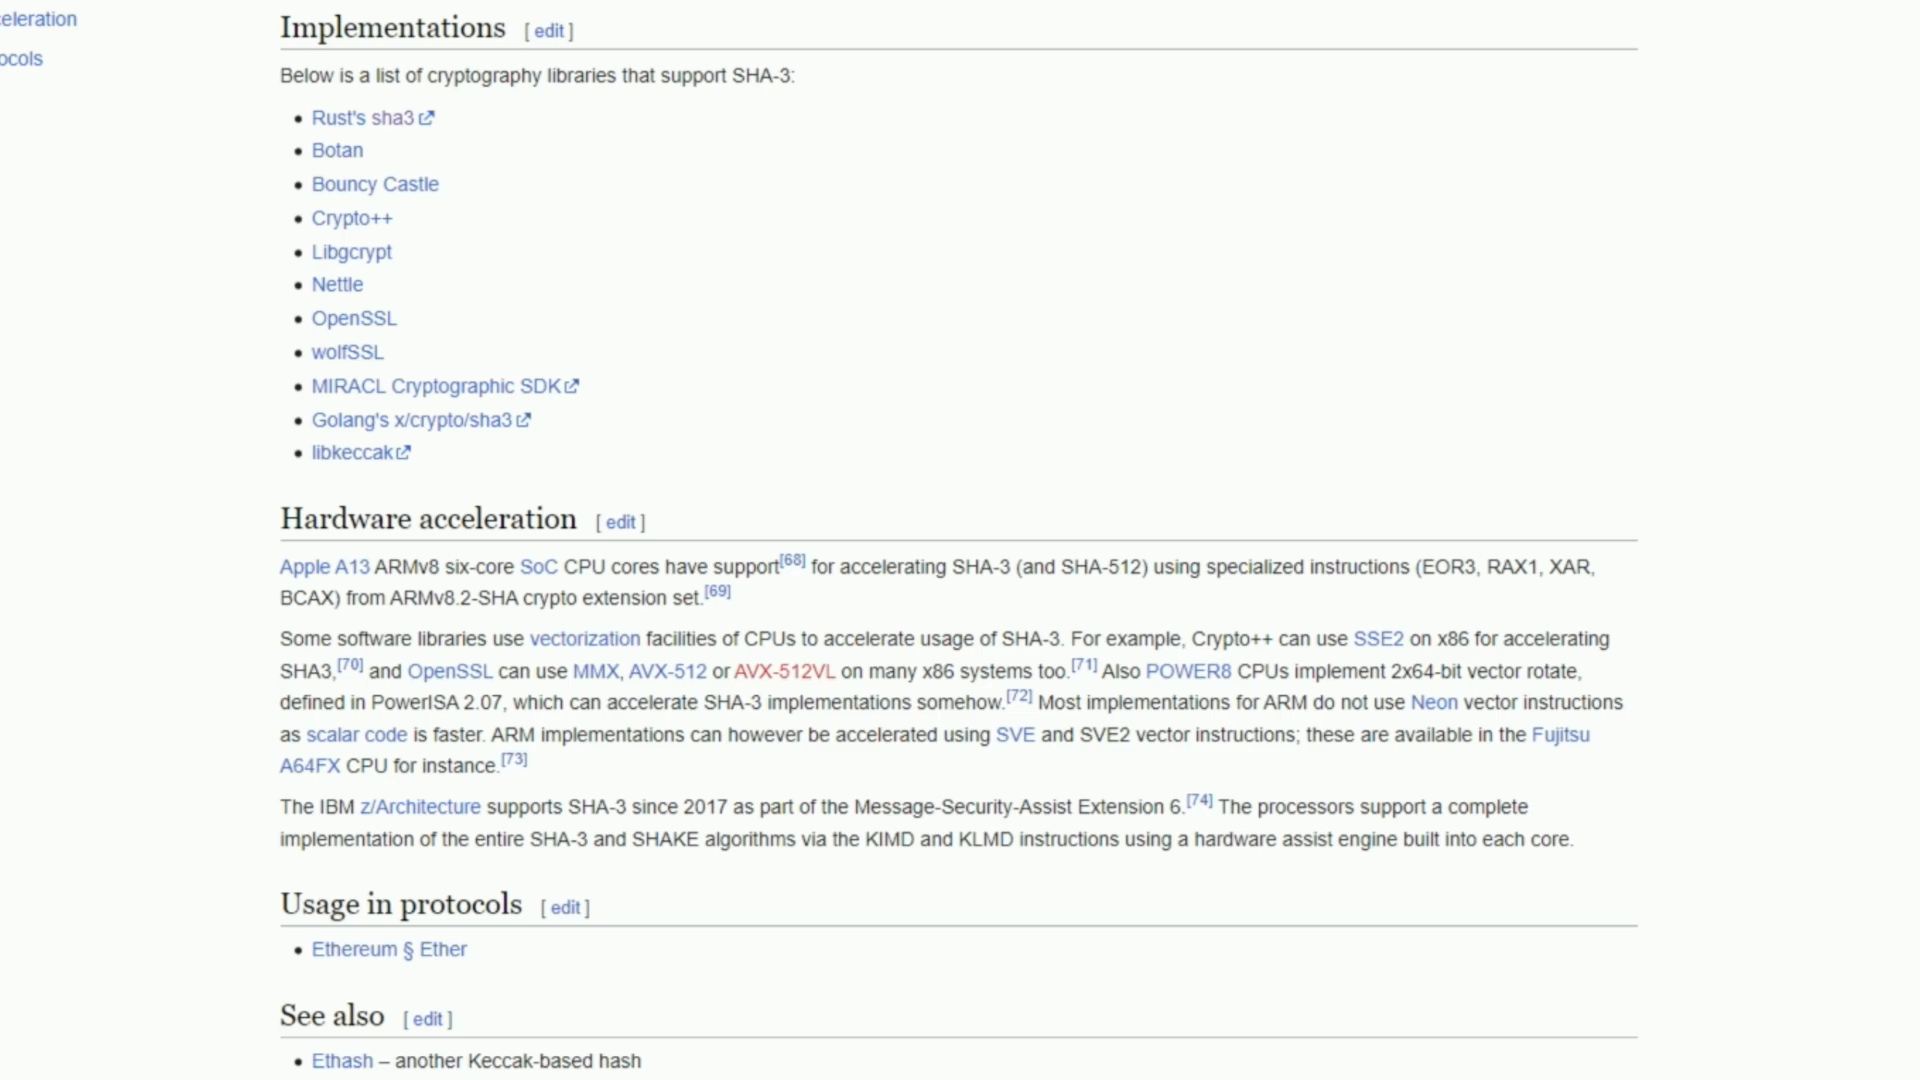 eleration
ocols
Implementations [ edit ]
Below is a list of cryptography libraries that support SHA-3:
• Rust's sha3
• Botan
• Bouncy Castle
• Crypto++
• Libgcrypt
• Nettle
• OpenSSL
• wolfSSL
• MIRACL Cryptographic SDK
• Golang's x/crypto/sha3
• libkeccak
Hardware acceleration [ edit ]
Apple A13 ARMv8 six-core SoC CPU cores have support[68] for accelerating SHA-3 (and SHA-512) using specialized instructions (EOR3, RAX1, XAR,
BCAX) from ARMv8.2-SHA crypto extension set.[69]
Some software libraries use vectorization facilities of CPUs to accelerate usage of SHA-3. For example, Crypto++ can use SSE2 on x86 for accelerating
SHA3,[70] and OpenSSL can use MMX, AVX-512 or AVX-512VL on many x86 systems too.[71] Also POWER8 CPUs implement 2x64-bit vector rotate,
defined in PowerISA 2.07, which can accelerate SHA-3 implementations somehow.[72] Most implementations for ARM do not use Neon vector instructions
as scalar code is faster. ARM implementations can however be accelerated using SVE and SVE2 vector instructions; these are available in the Fujitsu
A64FX CPU for instance.[73]
The IBM z/Architecture supports SHA-3 since 2017 as part of the Message-Security-Assist Extension 6.[74] The processors support a complete
implementation of the entire SHA-3 and SHAKE algorithms via the KIMD and KLMD instructions using a hardware assist engine built into each core.
Usage in protocols [ edit ]
• Ethereum § Ether
See also [ edit ]
• Ethash – another Keccak-based hash